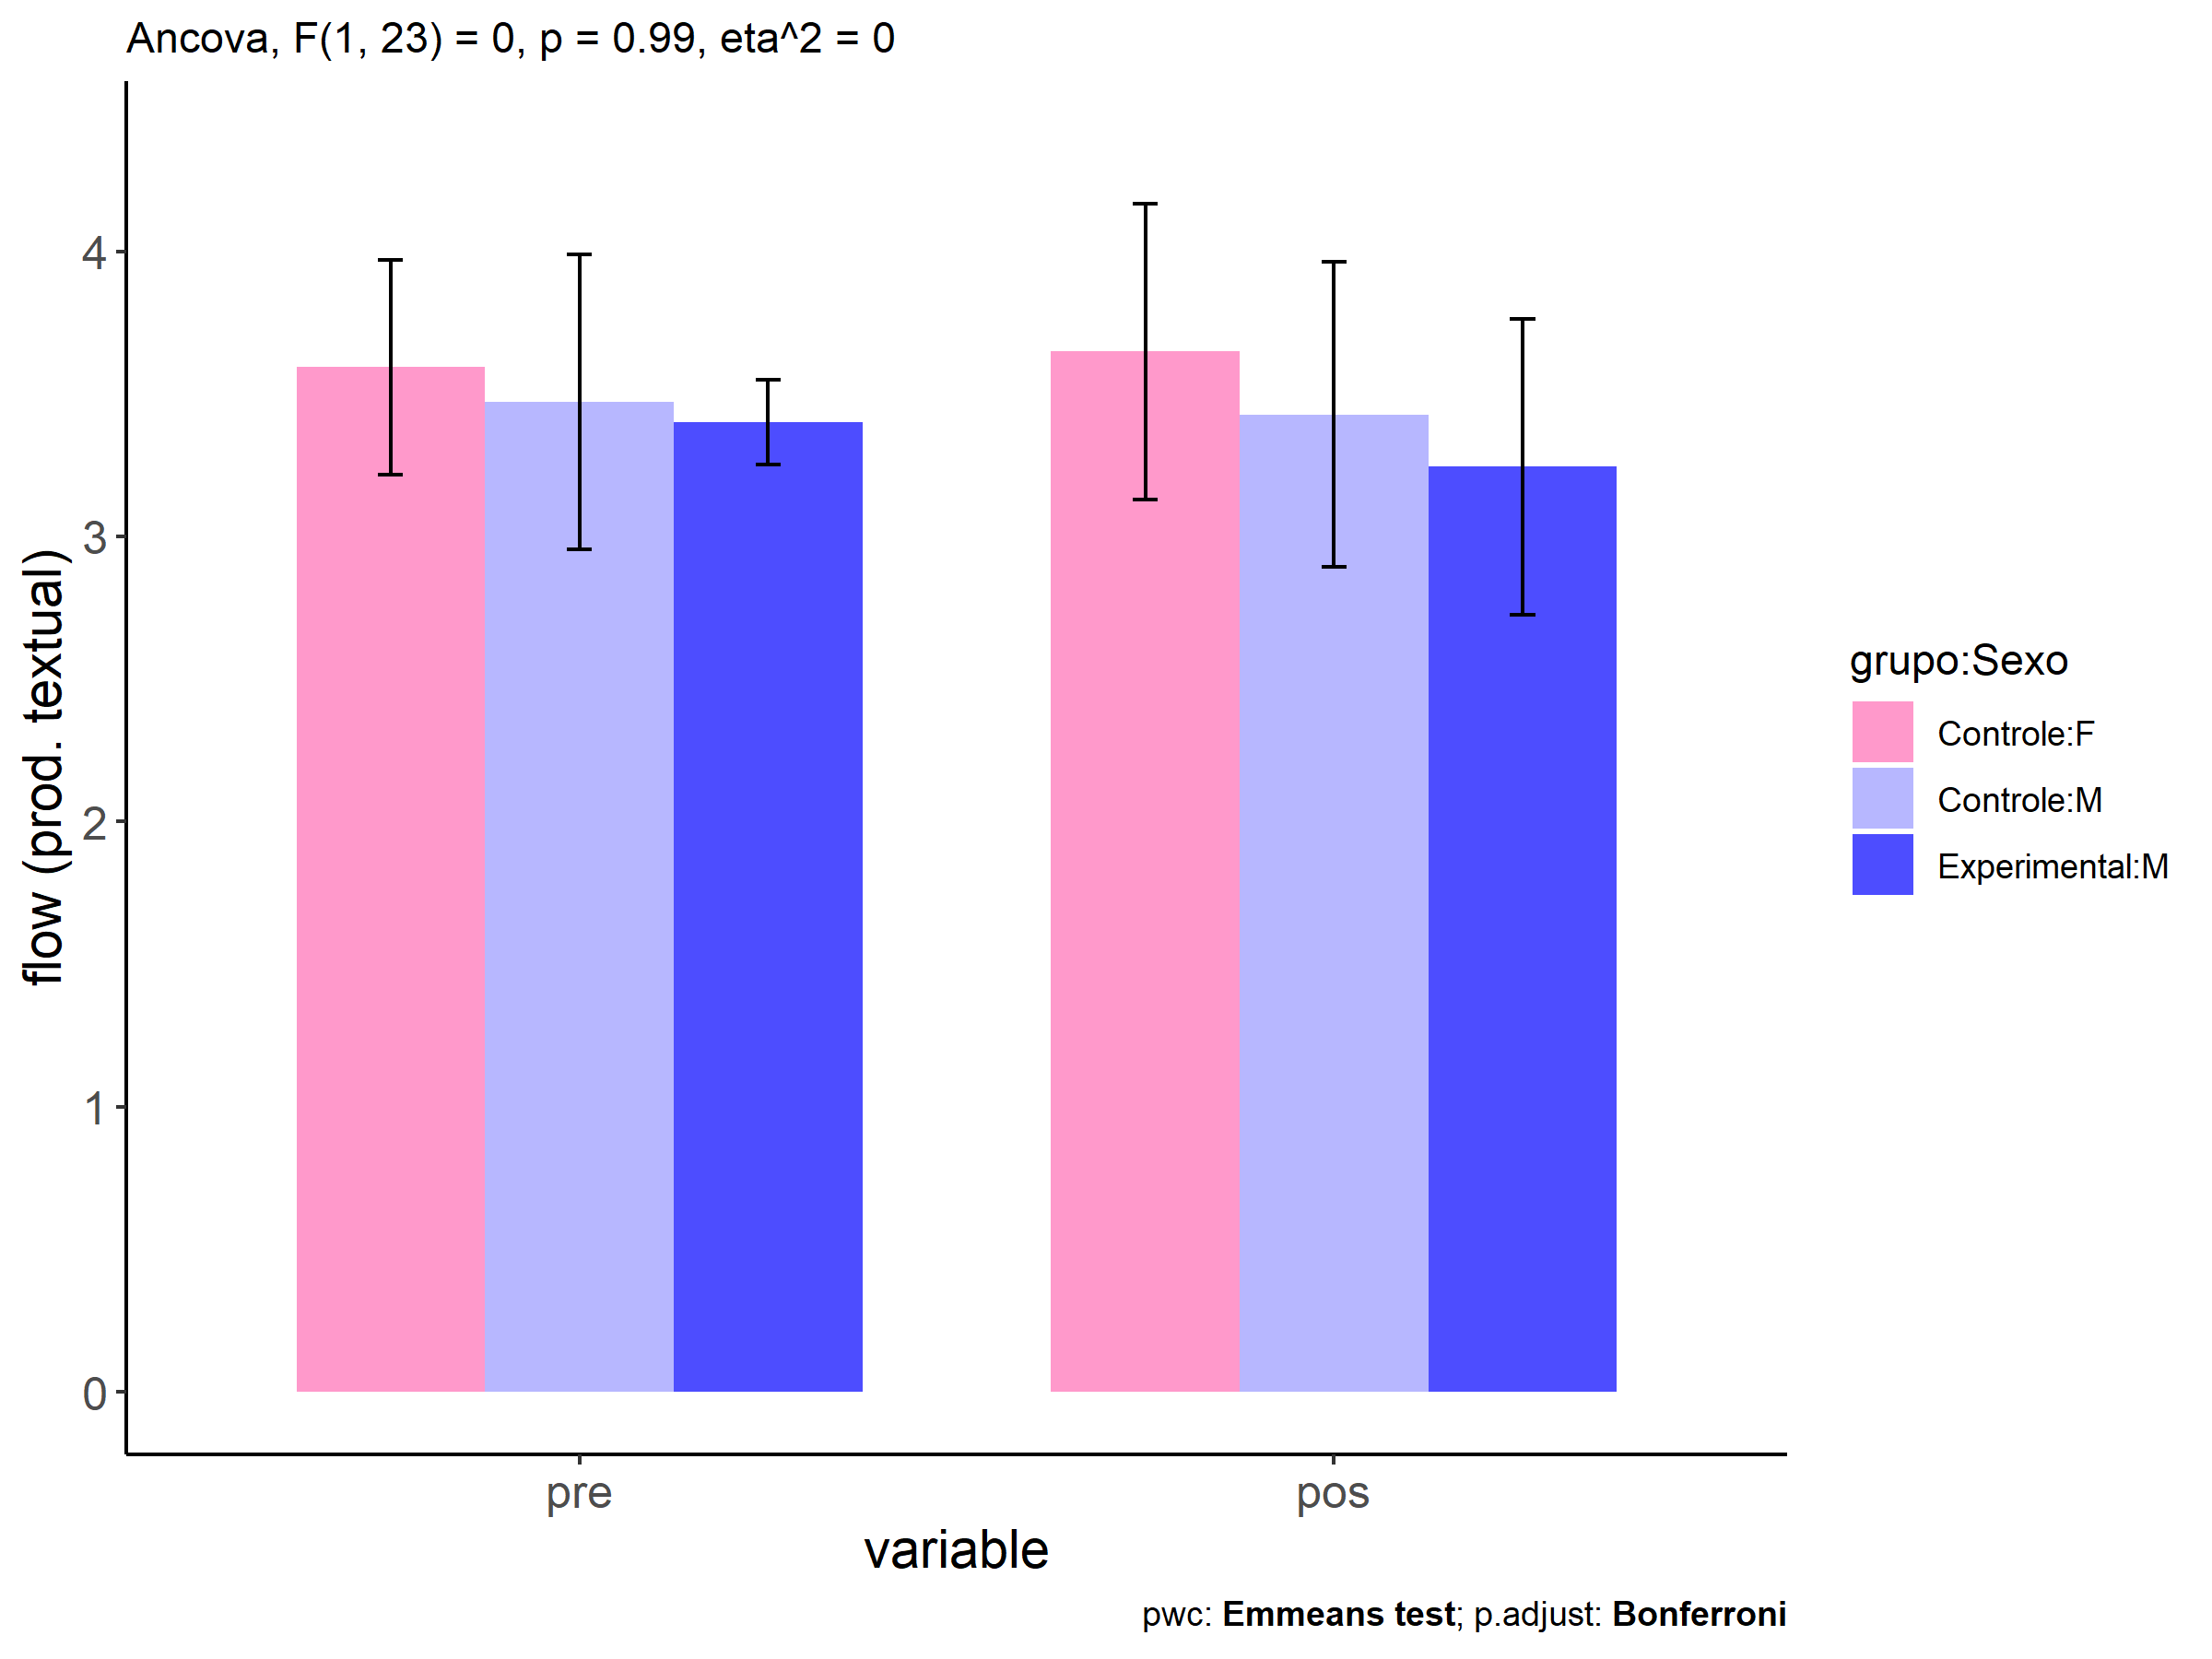 Ancova, F(1, 23) = 0, p = 0.99, eta^2 = 0
4
3
2
1
0
flow (prod. textual)
pre
pos
variable
grupo:Sexo
Controle:F
Controle:M
Experimental:M
pwc: Emmeans test; p.adjust: Bonferroni